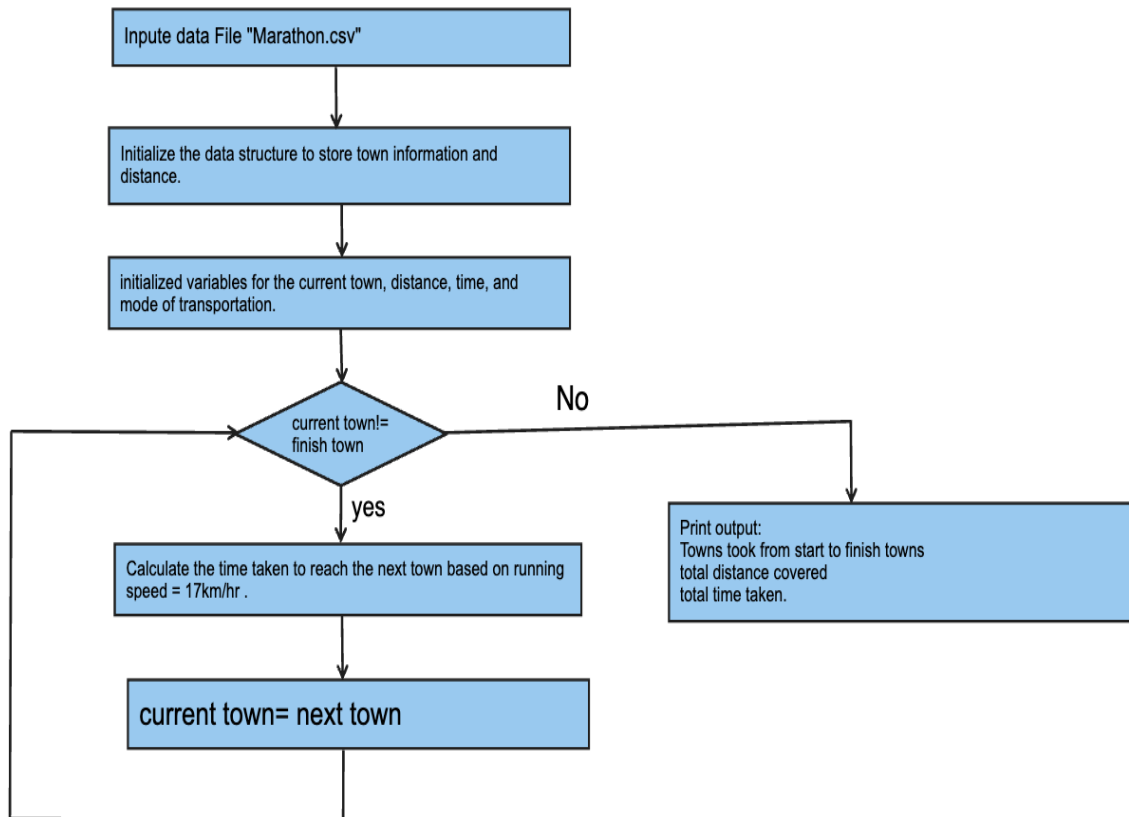 Inpute data File "Marathon.csv"
Initialize the data structure to store town information and
distance.
initialized variables for the current town, distance, time, and
mode of transportation.
current town!=
finish town
No
yes
Calculate the time taken to reach the next town based on running
speed = 17km/hr .
current town= next town
Print output:
Towns took from start to finish towns
total distance covered
total time taken.